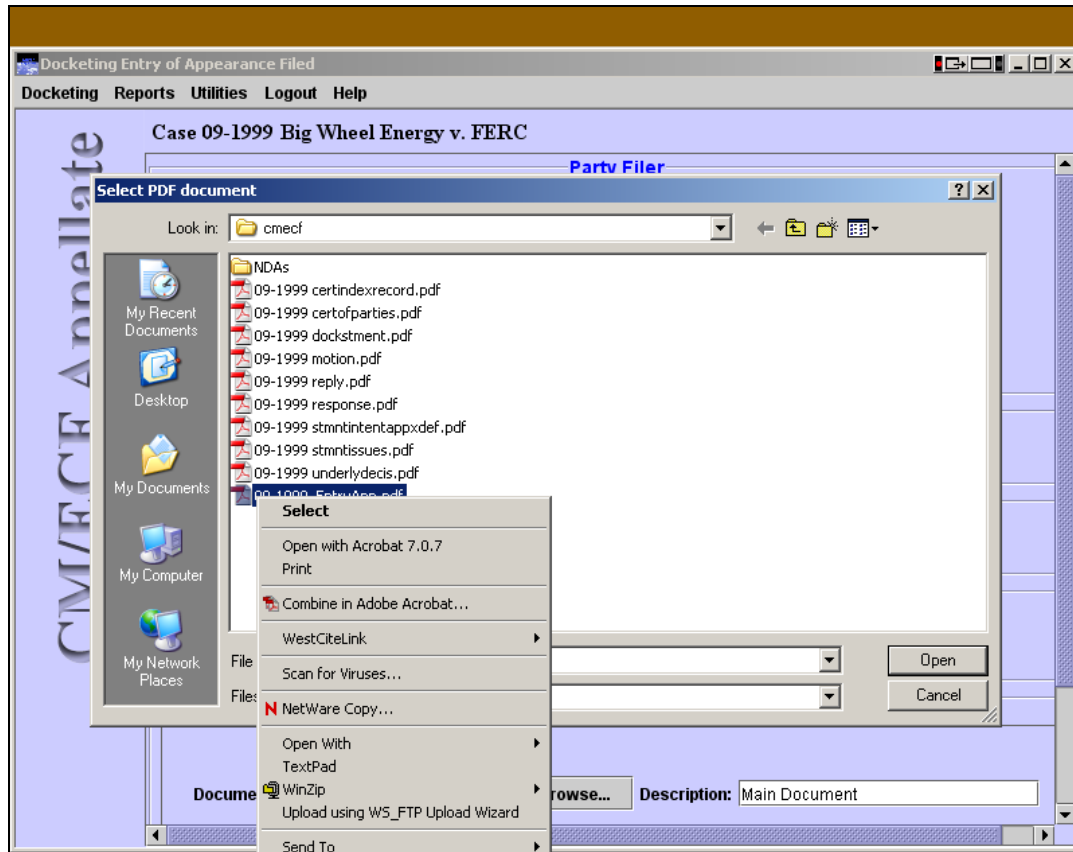 Docketing Entry of Appearance Filed
Docketing Reports Utilities Logout Help
CM/ECF Appellate
Case 09-1999 Big Wheel Energy v. FERC
Party Filer
Select PDF document
Look in: cmecf
My Recent Documents
Desktop
My Documents
My Computer
My Network Places
NDAs
09-1999 certindexrecord.pdf
09-1999 certofparties.pdf
09-1999 dockstment.pdf
09-1999 motion.pdf
09-1999 reply.pdf
09-1999 response.pdf
09-1999 stmntintentappxdef.pdf
09-1999 stmntissues.pdf
09-1999 underlydecis.pdf
09-1999 EntryApp.pdf
Select
Open with Acrobat 7.0.7
Print
Combine in Adobe Acrobat...
WestCiteLink
Scan for Viruses...
NetWare Copy...
Open With
TextPad
WinZip
Upload using WS_FTP Upload Wizard
Send To
File
Open
Files
Cancel
Docume
rowse...
Description: Main Document